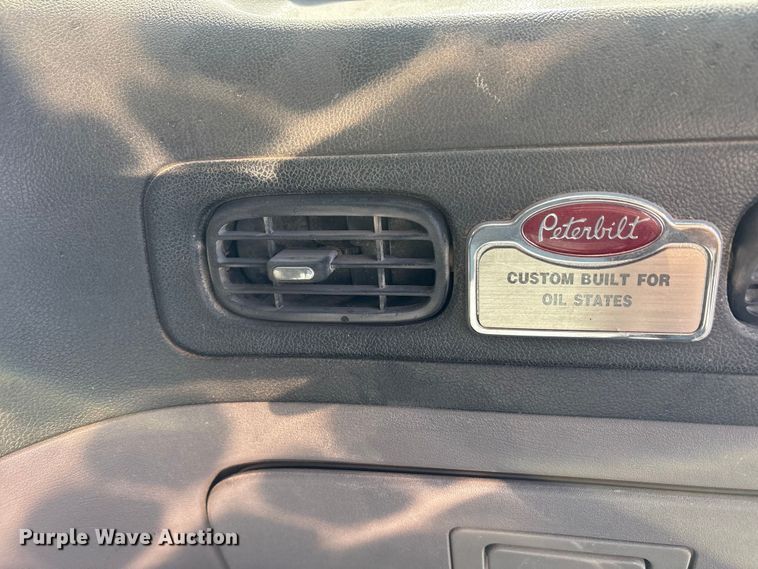 Peterbilt
CUSTOM BUILT FOR
OIL STATES
Purple Wave Auction